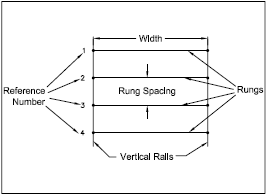 Width
1
2
Reference
Number
Rung Spacing
Rungs
3
4
Vertical Rails